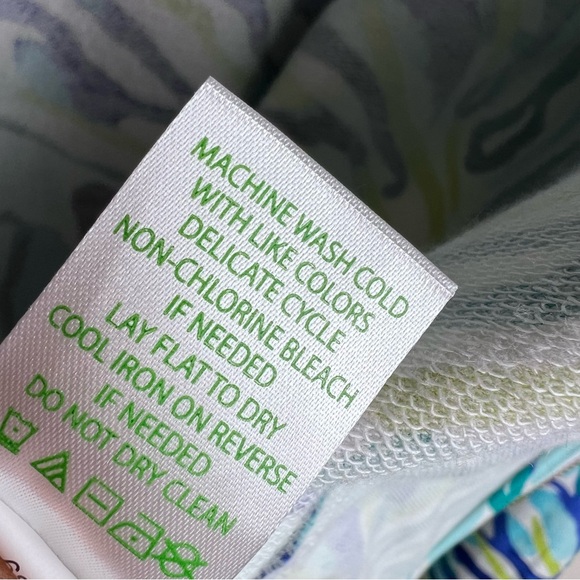 MACHINE WASH COLD
WITH LIKE COLORS
DELICATE CYCLE
NON-CHLORINE BLEACH
IF NEEDED
LAY FLAT TO DRY
COOL IRON ON REVERSE
IF NEEDED
DO NOT DRY CLEAN